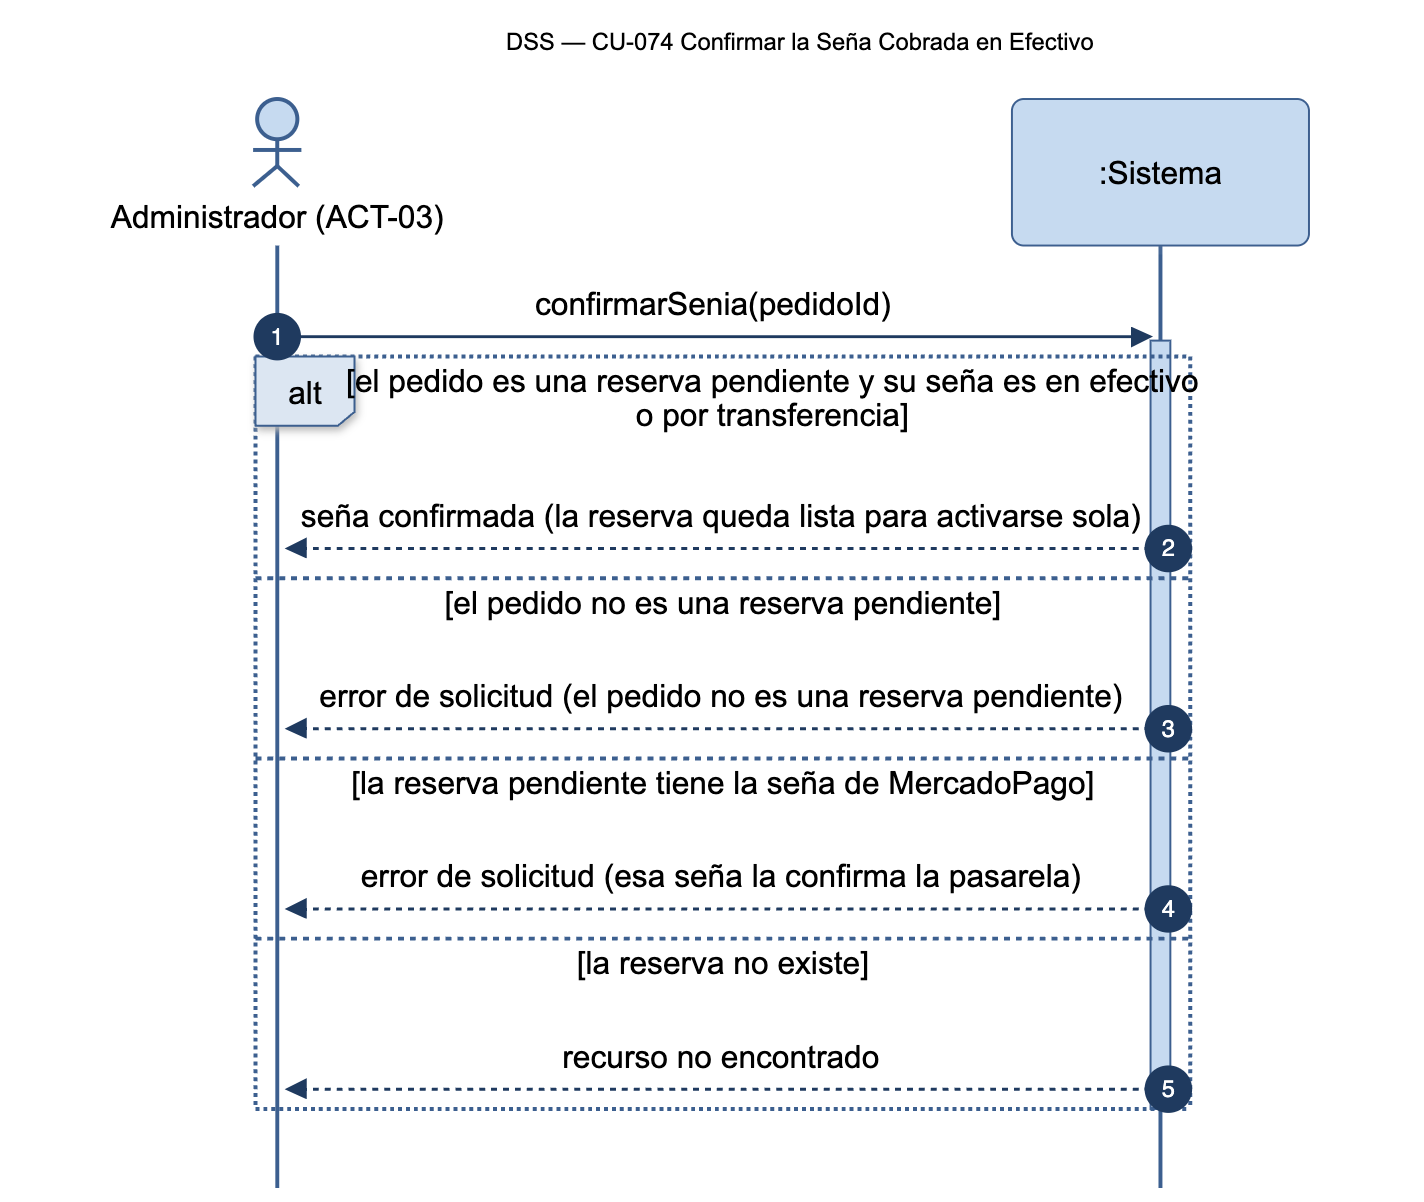 DSS — CU-074 Confirmar la Seña Cobrada en Efectivo
Administrador (ACT-03)
:Sistema
confirmarSenia(pedidoId)
1
alt
[el pedido es una reserva pendiente y su seña es en efectivo
o por transferencia]
seña confirmada (la reserva queda lista para activarse sola)
2
[el pedido no es una reserva pendiente]
error de solicitud (el pedido no es una reserva pendiente)
3
[la reserva pendiente tiene la seña de MercadoPago]
error de solicitud (esa seña la confirma la pasarela)
4
[la reserva no existe]
recurso no encontrado
5